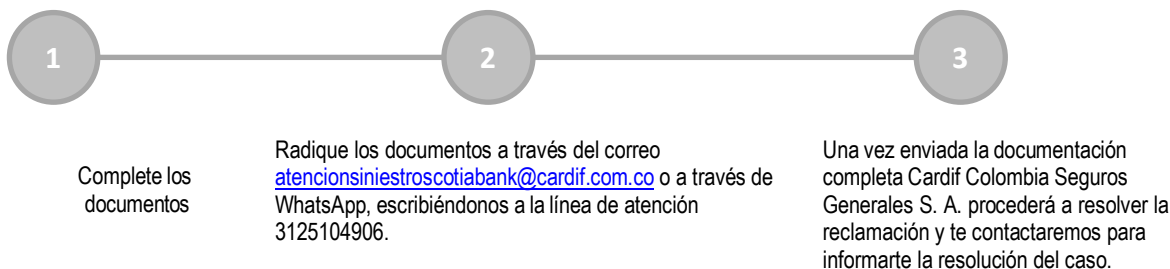 1
2
3
Complete los
documentos
Radique los documentos a través del correo
atencionsiniestroscotiabank@cardif.com.co o a través de
WhatsApp, escribiéndonos a la línea de atención
3125104906.
Una vez enviada la documentación
completa Cardif Colombia Seguros
Generales S. A. procederá a resolver la
reclamación y te contactaremos para
informarte la resolución del caso.